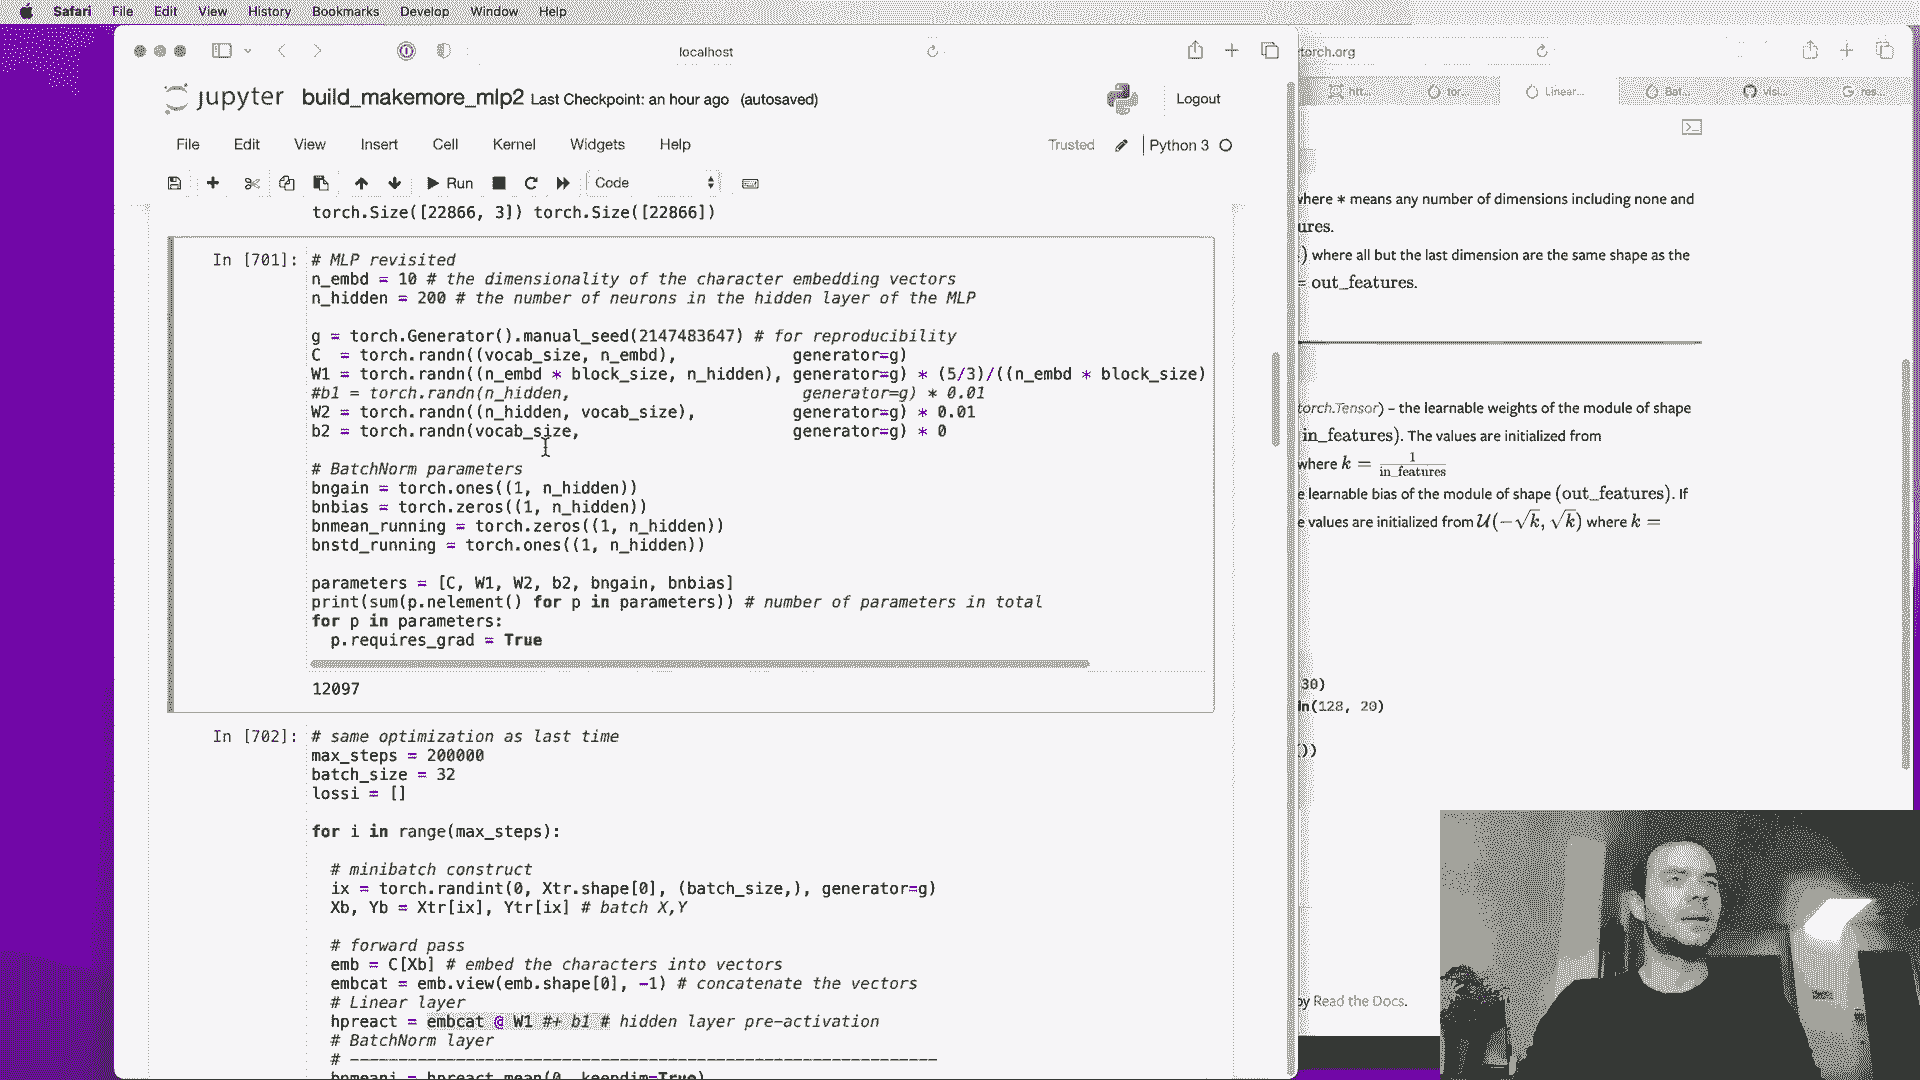 Safari File Edit View History Bookmarks Develop Window Help
localhost
torch.org
jupyter build_makemore_mlp2 Last Checkpoint: an hour ago (autosaved)
Logout
htt... tor... Linear... Bat... visi... res...
File Edit View Insert Cell Kernel Widgets Help
Trusted Python 3
Run Code
torch.Size([22866, 3]) torch.Size([22866])
In [701]: # MLP revisited
n_embd = 10 # the dimensionality of the character embedding vectors
n_hidden = 200 # the number of neurons in the hidden layer of the MLP
g = torch.Generator().manual_seed(2147483647) # for reproducibility
C = torch.randn((vocab_size, n_embd), generator=g)
W1 = torch.randn((n_embd * block_size, n_hidden), generator=g) * (5/3)/((n_embd * block_size)
#b1 = torch.randn(n_hidden, generator=g) * 0.01
W2 = torch.randn((n_hidden, vocab_size), generator=g) * 0.01
b2 = torch.randn(vocab_size, generator=g) * 0
# BatchNorm parameters
bngain = torch.ones((1, n_hidden))
bnbias = torch.zeros((1, n_hidden))
bnmean_running = torch.zeros((1, n_hidden))
bnstd_running = torch.ones((1, n_hidden))
parameters = [C, W1, W2, b2, bngain, bnbias]
print(sum(p.nelement() for p in parameters)) # number of parameters in total
for p in parameters:
p.requires_grad = True
12097
In [702]: # same optimization as last time
max_steps = 200000
batch_size = 32
lossi = []
for i in range(max_steps):
# minibatch construct
ix = torch.randint(0, Xtr.shape[0], (batch_size,), generator=g)
Xb, Yb = Xtr[ix], Ytr[ix] # batch X,Y
# forward pass
emb = C[Xb] # embed the characters into vectors
embcat = emb.view(emb.shape[0], -1) # concatenate the vectors
# Linear layer
hpreact = embcat @ W1 #+ b1 # hidden layer pre-activation
# BatchNorm layer
# -------------------------------------------------------------
bnmeani = hpreact.mean(0, keepdim=True)
where * means any number of dimensions including none and
ures.
) where all but the last dimension are the same shape as the
= out_features.
torch.Tensor) – the learnable weights of the module of shape
in_features). The values are initialized from
where k = 1/in_features
e learnable bias of the module of shape (out_features). If
e values are initialized from U(−√k, √k) where k =
30)
ln(128, 20)
))
by Read the Docs.